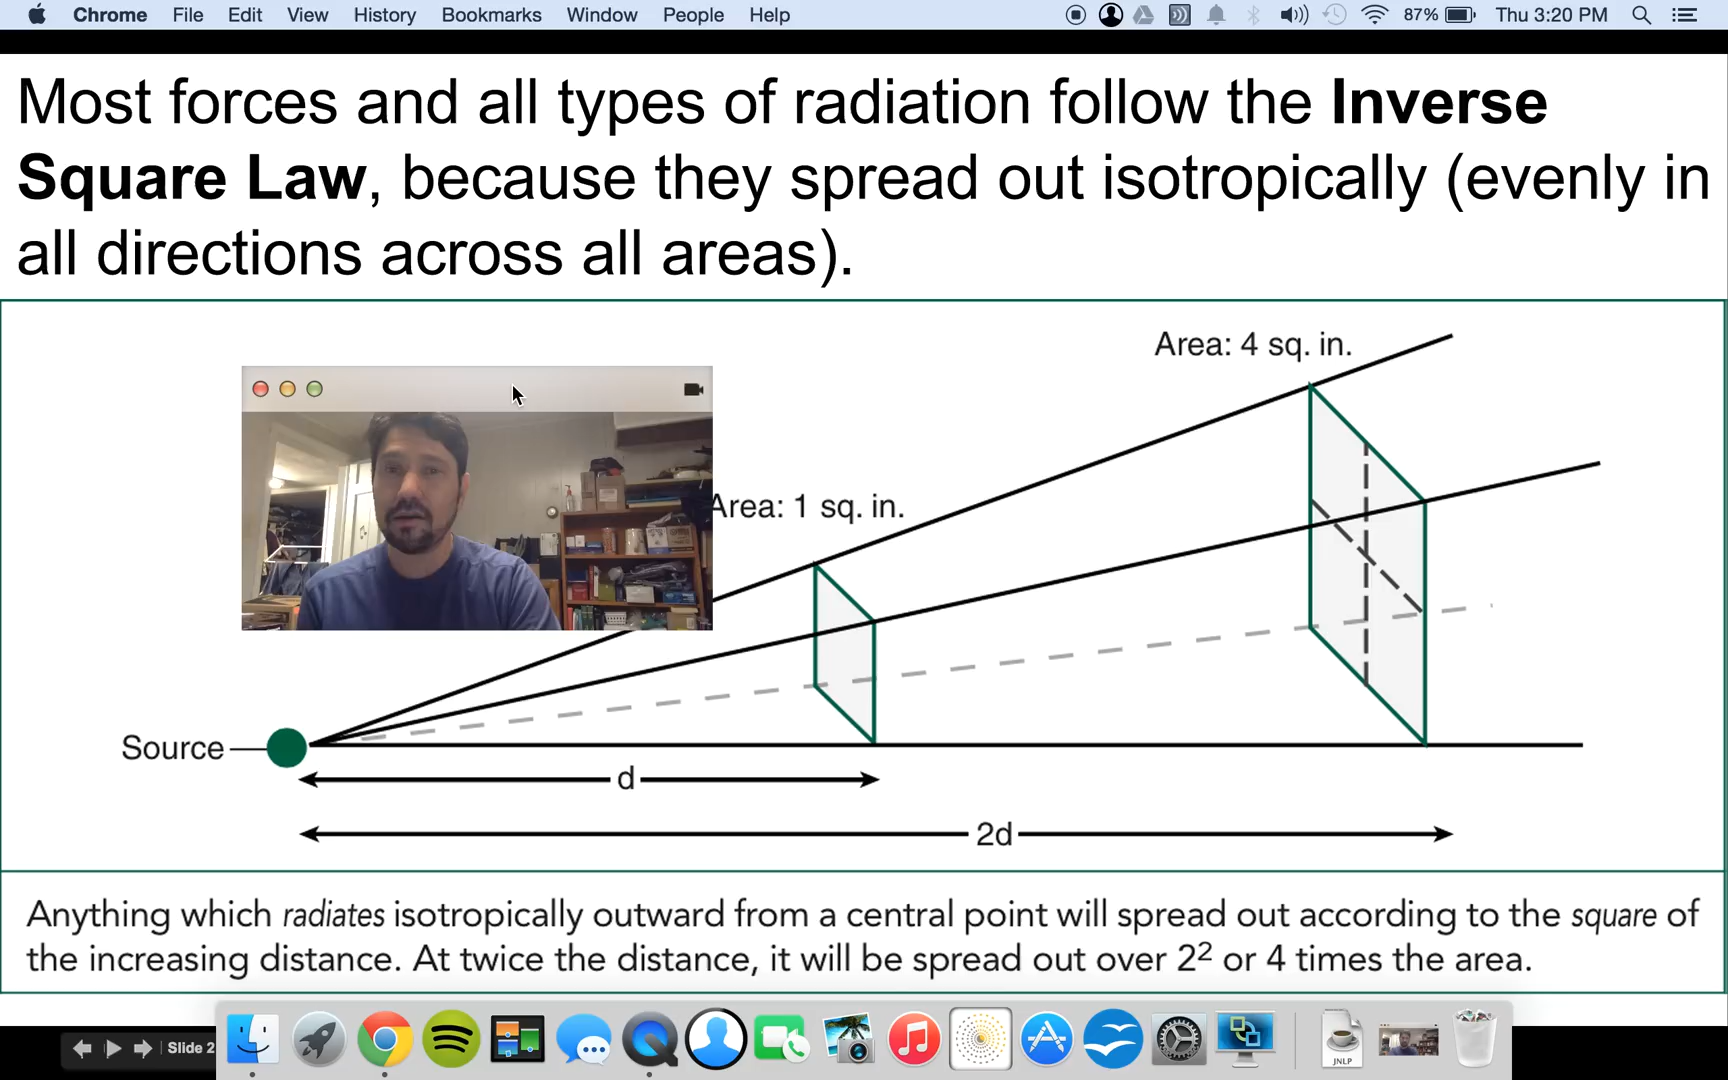 Chrome File Edit View History Bookmarks Window People Help 87% Thu 3:20 PM
Most forces and all types of radiation follow the Inverse
Square Law, because they spread out isotropically (evenly in
all directions across all areas).
Area: 4 sq. in.
Area: 1 sq. in.
Source
d
2d
Anything which radiates isotropically outward from a central point will spread out according to the square of
the increasing distance. At twice the distance, it will be spread out over 2² or 4 times the area.
Slide 2
JNLP